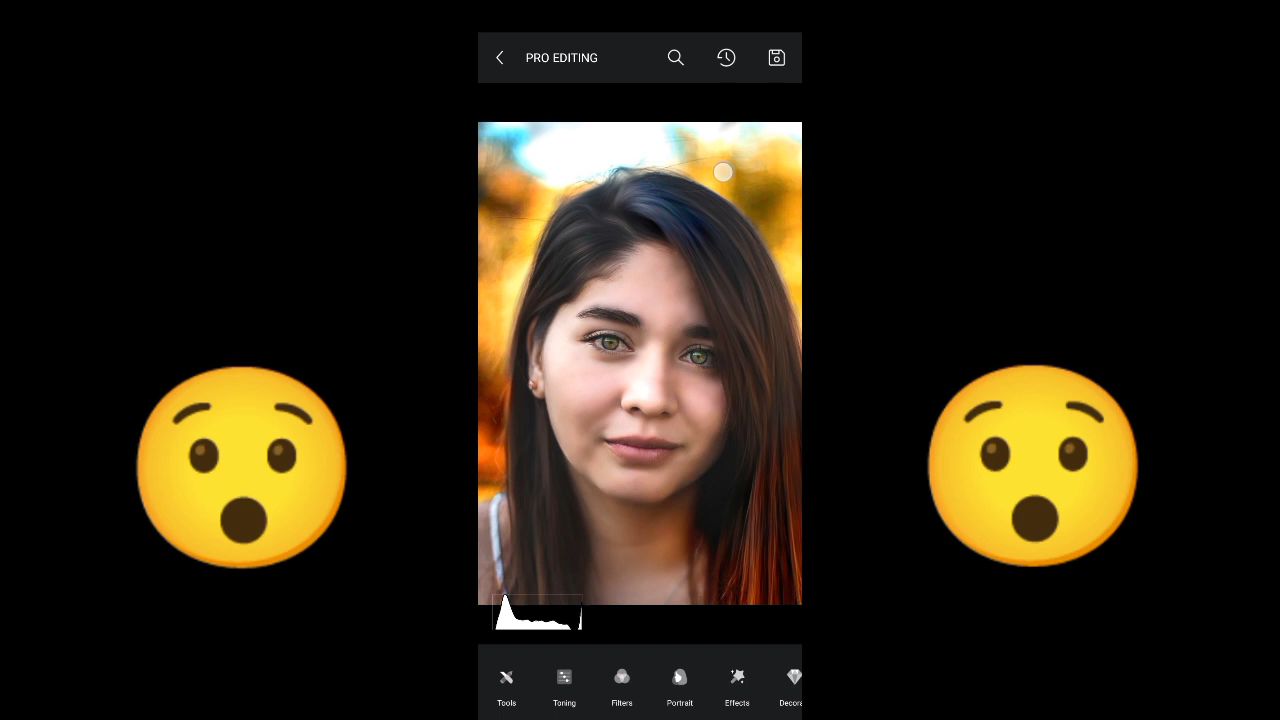 PRO EDITING
Tools
Toning
Filters
Portrait
Effects
Decora